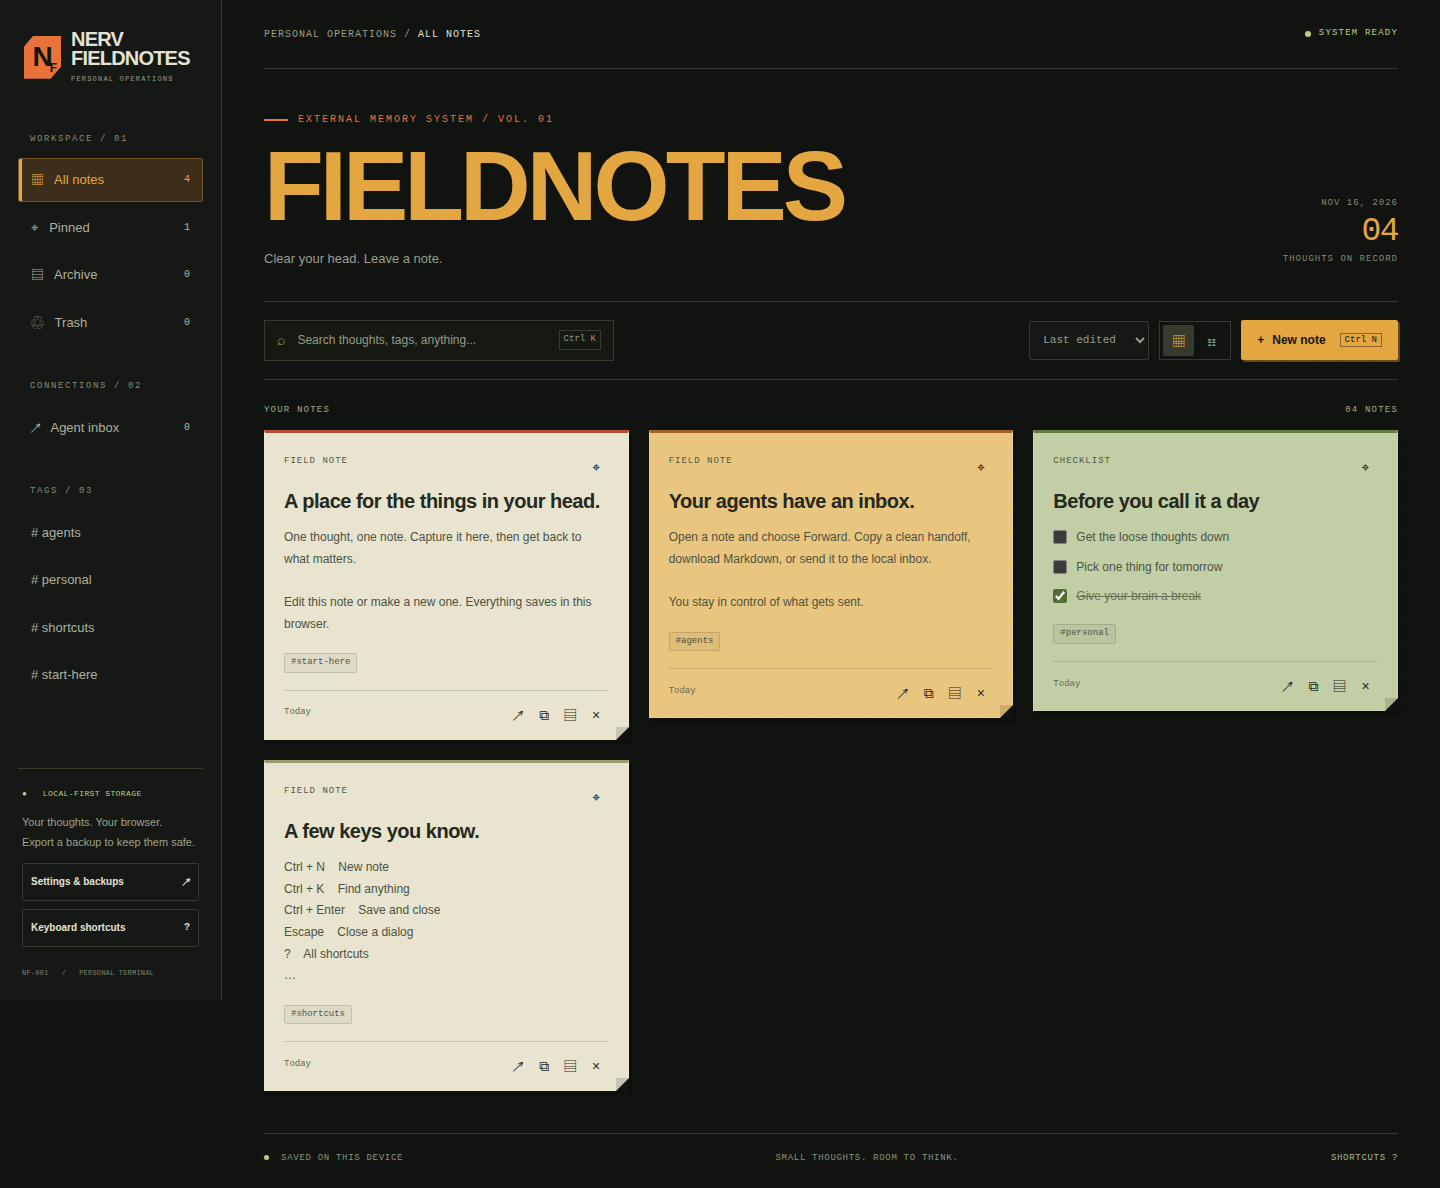 NF
NERV
FIELDNOTES
PERSONAL OPERATIONS
WORKSPACE / 01
All notes 4
Pinned 1
Archive 0
Trash 0
CONNECTIONS / 02
Agent inbox 0
TAGS / 03
# agents
# personal
# shortcuts
# start-here
LOCAL-FIRST STORAGE
Your thoughts. Your browser.
Export a backup to keep them safe.
Settings & backups ↗
Keyboard shortcuts ?
NF-001 / PERSONAL TERMINAL
PERSONAL OPERATIONS / ALL NOTES
SYSTEM READY
EXTERNAL MEMORY SYSTEM / VOL. 01
FIELDNOTES
Clear your head. Leave a note.
NOV 16, 2026
04
THOUGHTS ON RECORD
Search thoughts, tags, anything... Ctrl K
Last edited
+ New note Ctrl N
YOUR NOTES
04 NOTES
FIELD NOTE
A place for the things in your head.
One thought, one note. Capture it here, then get back to
what matters.
Edit this note or make a new one. Everything saves in this
browser.
#start-here
Today
FIELD NOTE
Your agents have an inbox.
Open a note and choose Forward. Copy a clean handoff,
download Markdown, or send it to the local inbox.
You stay in control of what gets sent.
#agents
Today
CHECKLIST
Before you call it a day
Get the loose thoughts down
Pick one thing for tomorrow
Give your brain a break
#personal
Today
FIELD NOTE
A few keys you know.
Ctrl + N New note
Ctrl + K Find anything
Ctrl + Enter Save and close
Escape Close a dialog
? All shortcuts
…
#shortcuts
Today
SAVED ON THIS DEVICE
SMALL THOUGHTS. ROOM TO THINK.
SHORTCUTS ?